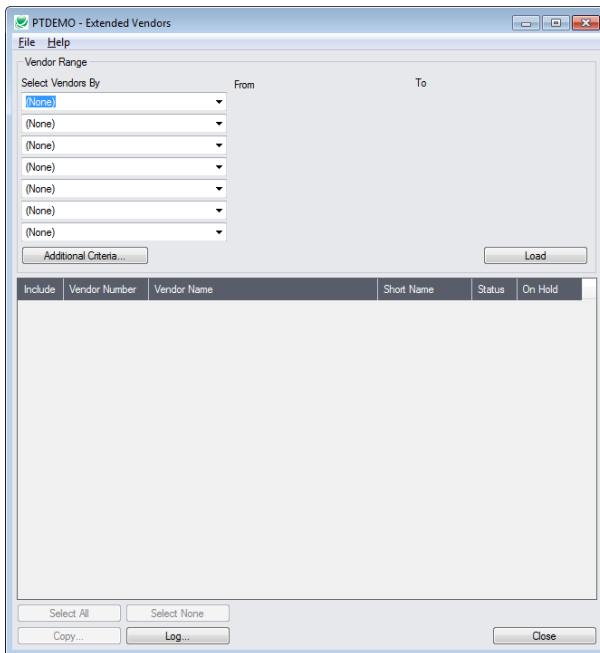 PTDEMO - Extended Vendors
File Help
Vendor Range
Select Vendors By From To
(None)
(None)
(None)
(None)
(None)
(None)
(None)
Additional Criteria... Load
Include Vendor Number Vendor Name Short Name Status On Hold
Select All Select None
Copy... Log... Close